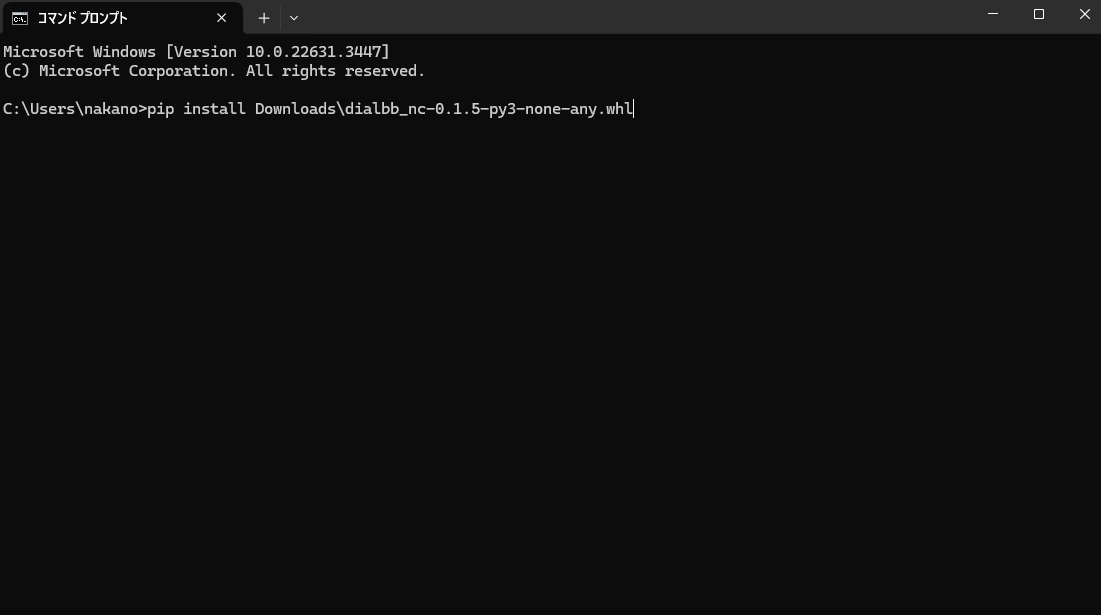 コマンド プロンプト
Microsoft Windows [Version 10.0.22631.3447]
(c) Microsoft Corporation. All rights reserved.
C:\Users\nakano>pip install Downloads\dialbb_nc-0.1.5-py3-none-any.whl